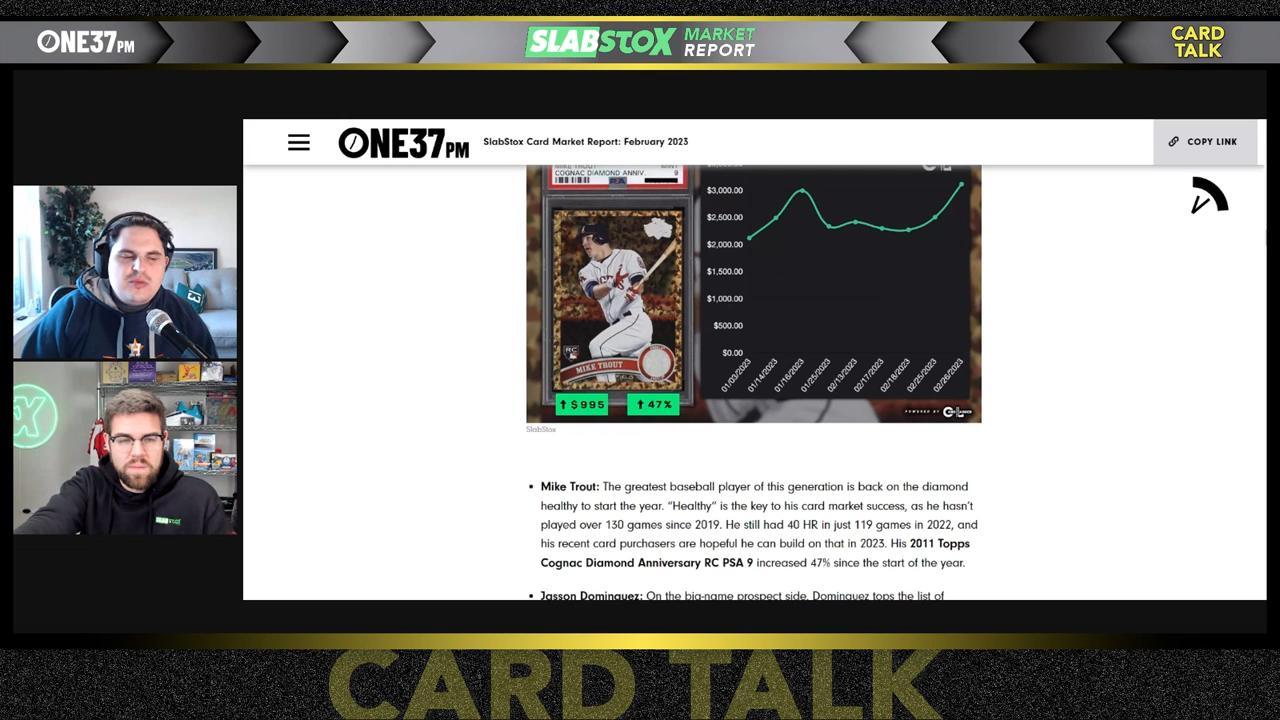 ONE37PM
SLABSTOX MARKET REPORT
CARD TALK
ONE37PM
SlabStox Card Market Report: February 2023
COPY LINK
MIKE TROUT
COGNAC DIAMOND ANNIV. 9
$3,000.00
$2,500.00
$2,000.00
$1,500.00
$1,000.00
$500.00
$0.00
RC
MIKE TROUT
$995
47%
POWERED BY
SlabStox
• Mike Trout: The greatest baseball player of this generation is back on the diamond
healthy to start the year. “Healthy” is the key to his card market success, as he hasn’t
played over 130 games since 2019. He still had 40 HR in just 119 games in 2022, and
his recent card purchasers are hopeful he can build on that in 2023. His 2011 Topps
Cognac Diamond Anniversary RC PSA 9 increased 47% since the start of the year.
• Jasson Dominguez: On the big-name prospect side, Dominguez tops the list of
CARD TALK